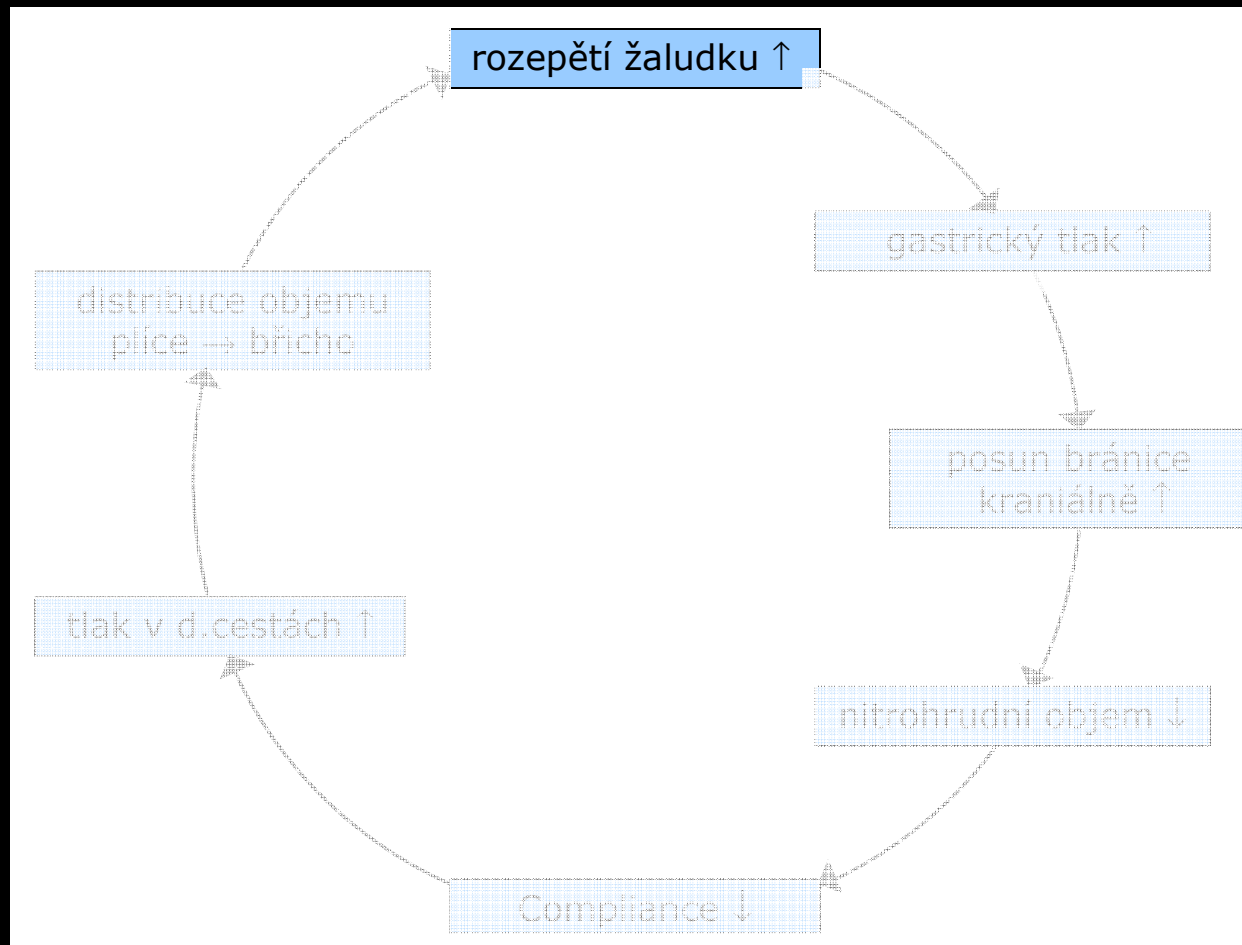 rozepětí žaludku ↑
gastrický tlak ↑
posun bránice
kraniálně ↑
nitrohrudní objem ↓
Compliance ↓
tlak v d.cestách ↑
distribuce objemu
plíce → břicho